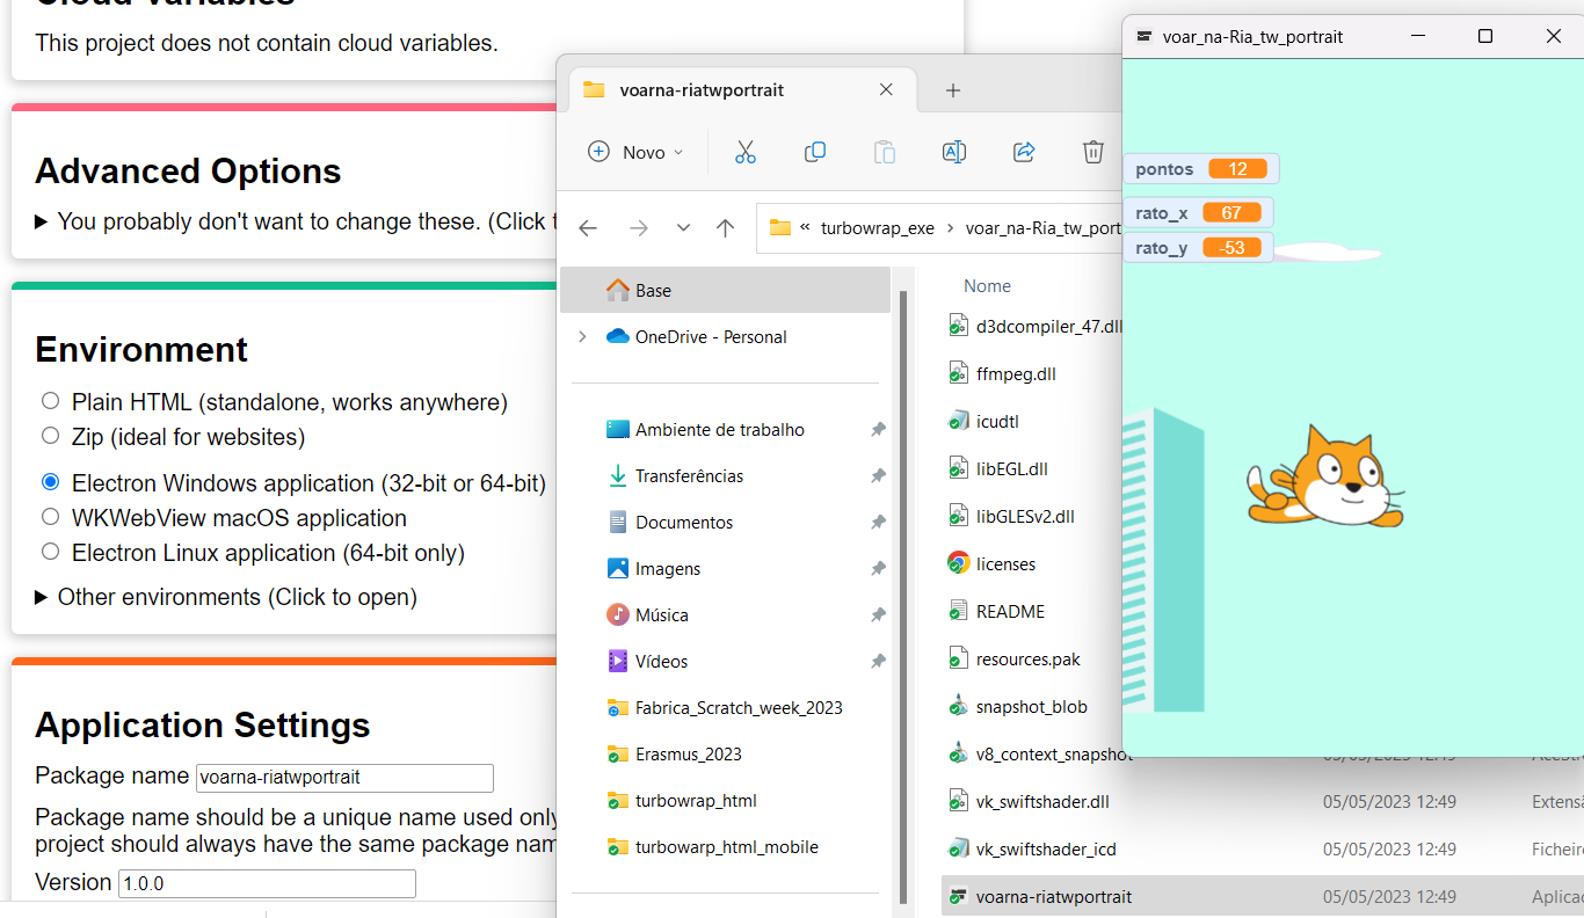 This project does not contain cloud variables.
Advanced Options
You probably don't want to change these. (Click
Environment
Plain HTML (standalone, works anywhere)
Zip (ideal for websites)
Electron Windows application (32-bit or 64-bit)
WKWebView macOS application
Electron Linux application (64-bit only)
Other environments (Click to open)
Application Settings
Package name voarna-riatwportrait
Package name should be a unique name used only
project should always have the same package
Version 1.0.0
voarna-riatwportrait
Novo
« turbowrap_exe > voar_na-Ria_tw_port
Base
OneDrive - Personal
Ambiente de trabalho
Transferências
Documentos
Imagens
Música
Vídeos
Fabrica_Scratch_week_2023
Erasmus_2023
turbowrap_html
turbowarp_html_mobile
Nome
d3dcompiler_47.dll
ffmpeg.dll
icudtl
libEGL.dll
libGLESv2.dll
licenses
README
resources.pak
snapshot_blob
v8_context_snapshot
vk_swiftshader.dll 05/05/2023 12:49
vk_swiftshader_icd 05/05/2023 12:49
voarna-riatwportrait 05/05/2023 12:49
voar_na-Ria_tw_portrait
pontos 12
rato_x 67
rato_y -53